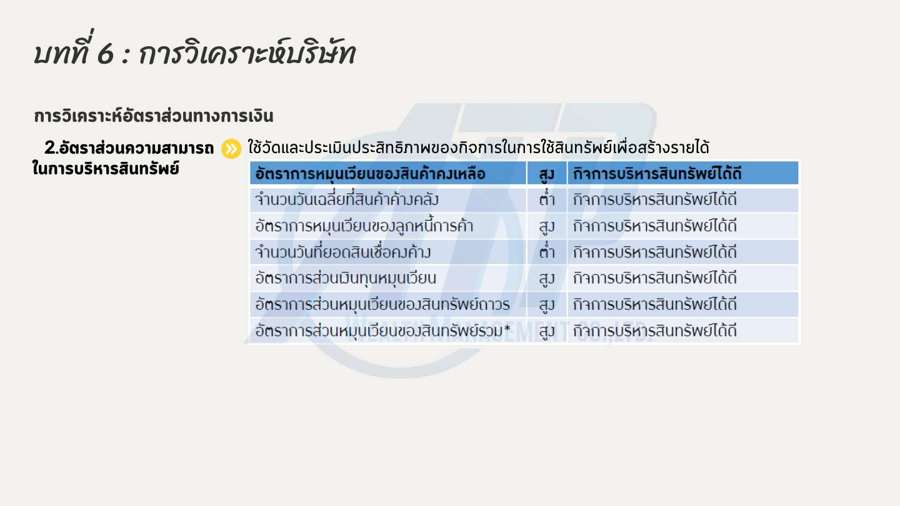 บทที่ 6 : การวิเคราะห์บริษัท
การวิเคราะห์อัตราส่วนทางการเงิน
2.อัตราส่วนความสามารถ
ในการบริหารสินทรัพย์
ใช้วัดและประเมินประสิทธิภาพของกิจการในการใช้สินทรัพย์เพื่อสร้างรายได้
อัตราการหมุนเวียนของสินค้าคงเหลือ สูง กิจการบริหารสินทรัพย์ได้ดี
จำนวนวันเฉลี่ยที่สินค้าค้างคลัง ต่ำ กิจการบริหารสินทรัพย์ได้ดี
อัตราการหมุนเวียนของลูกหนี้การค้า สูง กิจการบริหารสินทรัพย์ได้ดี
จำนวนวันที่ยอดสินเชื่อคงค้าง ต่ำ กิจการบริหารสินทรัพย์ได้ดี
อัตราการส่วนเงินทุนหมุนเวียน สูง กิจการบริหารสินทรัพย์ได้ดี
อัตราการส่วนหมุนเวียนของสินทรัพย์ถาวร สูง กิจการบริหารสินทรัพย์ได้ดี
อัตราการส่วนหมุนเวียนของสินทรัพย์รวม* สูง กิจการบริหารสินทรัพย์ได้ดี
MANAGEMENT CO.,LTD.